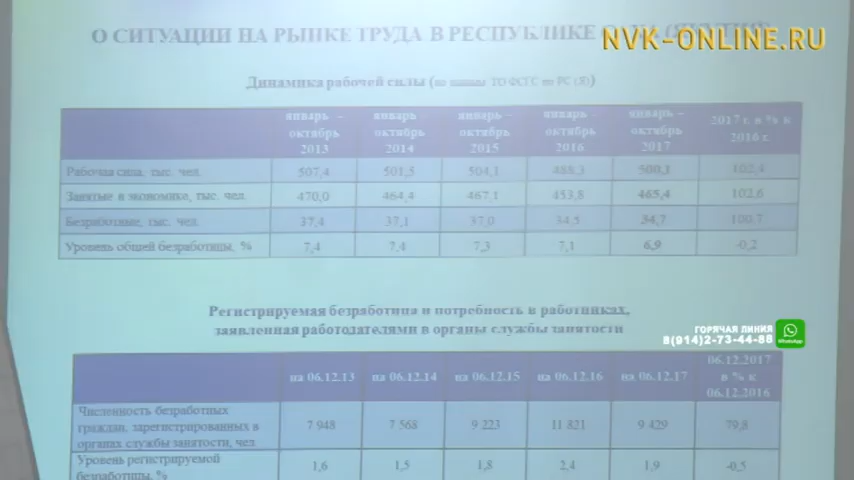 О СИТУАЦИИ НА РЫНКЕ ТРУДА В РЕСПУБЛИКЕ
NVK-ONLINE.RU
Динамика рабочей силы (по данным ТО ФСГС по РС (Я))
январь – октябрь 2013 январь – октябрь 2014 январь – октябрь 2015 январь – октябрь 2016 январь – октябрь 2017 2017 г. в % к 2016 г.
Рабочая сила, тыс. чел. 507,4 501,5 504,1 488,3 500,1 102,4
Занятые в экономике, тыс. чел. 470,0 464,4 467,1 453,8 465,4 102,6
Безработные, тыс. чел. 37,4 37,1 37,0 34,5 34,7 100,7
Уровень общей безработицы, % 7,4 7,4 7,3 7,1 6,9 -0,2
Регистрируемая безработица и потребность в работниках,
заявленная работодателями в органы службы занятости
ГОРЯЧАЯ ЛИНИЯ
8(914)2-73-44-88
WhatsApp
на 06.12.13 на 06.12.14 на 06.12.15 на 06.12.16 на 06.12.17 06.12.2017 в % к 06.12.2016
Численность безработных
граждан, зарегистрированных в
органах службы занятости, чел 7 948 7 568 9 223 11 821 9 429 79,8
Уровень регистрируемой
безработицы, % 1,6 1,5 1,8 2,4 1,9 -0,5